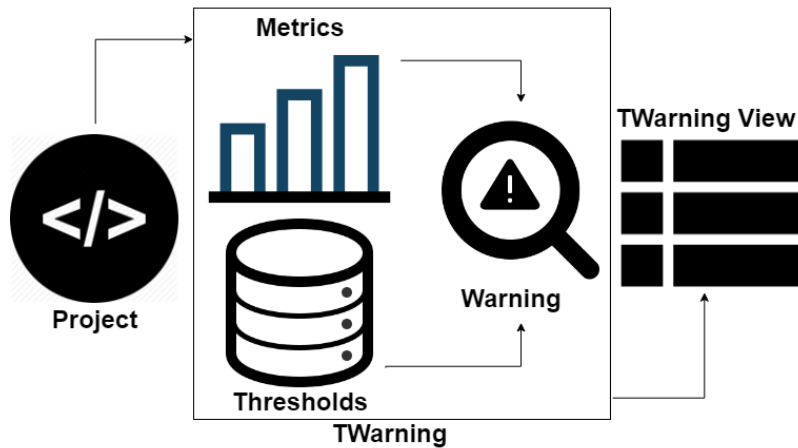 Metrics
TWarning View
</>
Project
Warning
Thresholds
TWarning